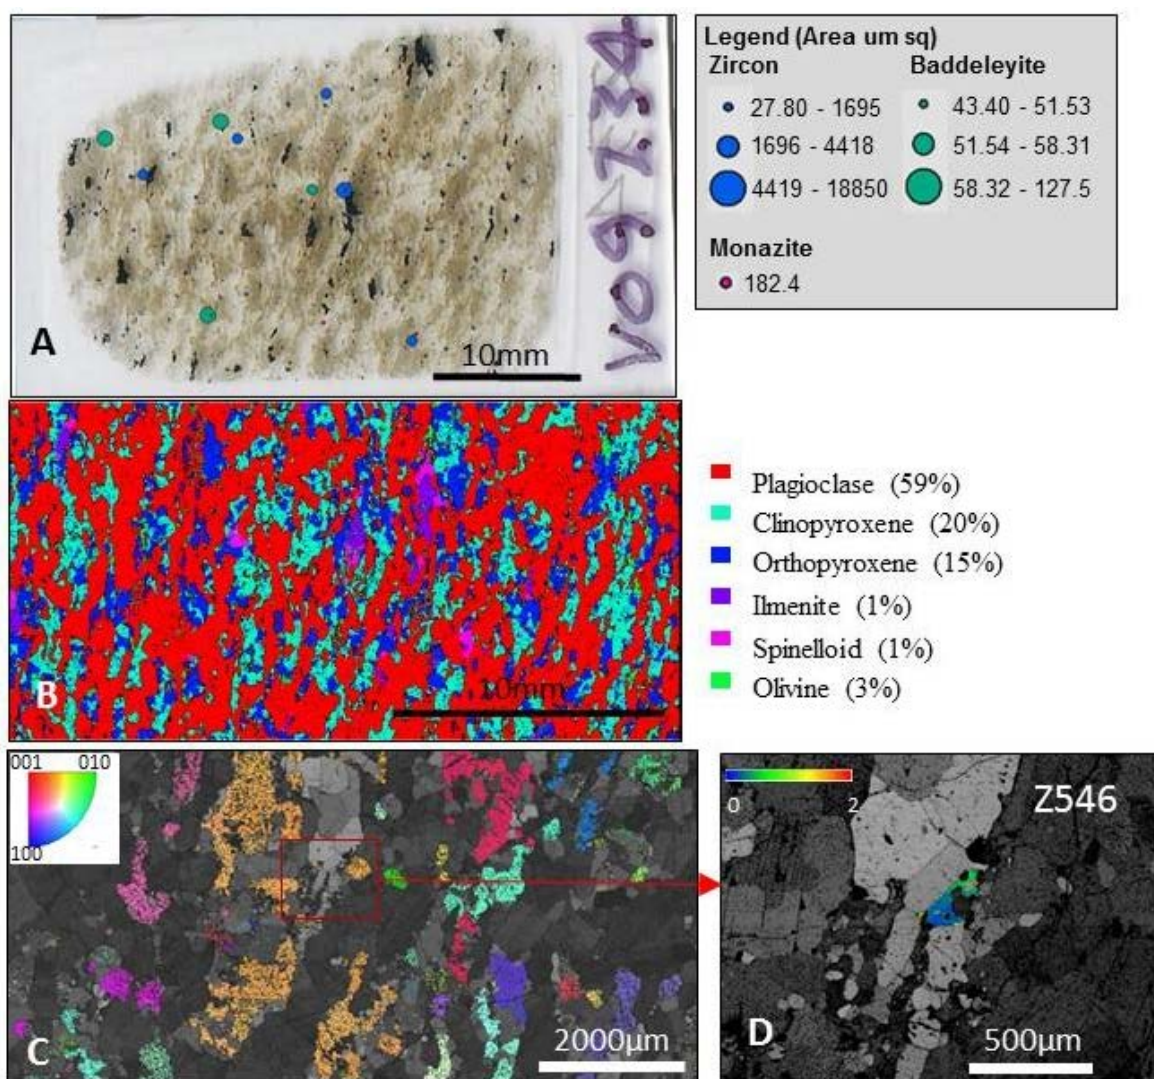 Legend (Area um sq)
Zircon Baddeleyite
27.80 - 1695 43.40 - 51.53
1696 - 4418 51.54 - 58.31
4419 - 18850 58.32 - 127.5
Monazite
182.4
A
10mm
B
10mm
Plagioclase (59%)
Clinopyroxene (20%)
Orthopyroxene (15%)
Ilmenite (1%)
Spinelloid (1%)
Olivine (3%)
001 010
100
C
2000µm
0 2
Z546
D
500µm